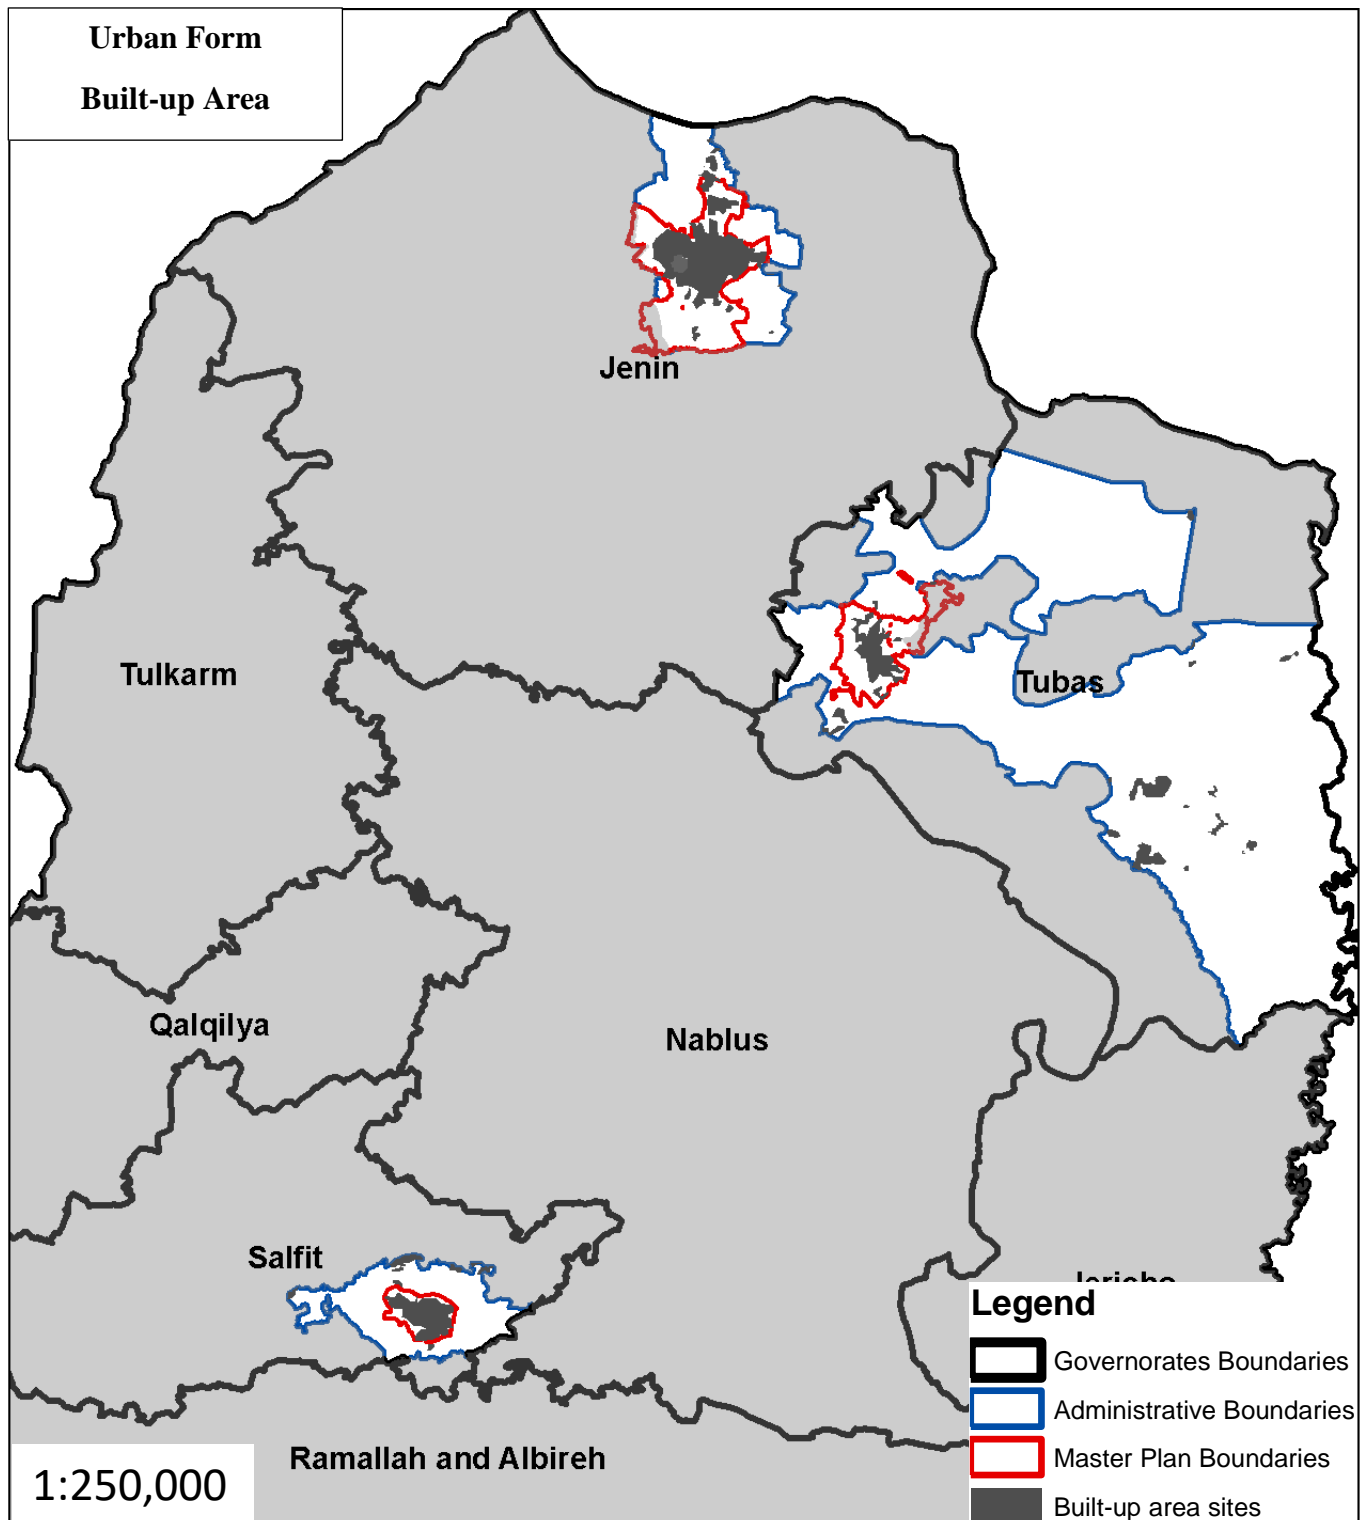 Urban Form
Built-up Area
Jenin
Tulkarm
Tubas
Qalqilya
Nablus
Salfit
Jericho
Legend
Governorates Boundaries
Administrative Boundaries
Master Plan Boundaries
Built-up area sites
Ramallah and Albireh
1:250,000